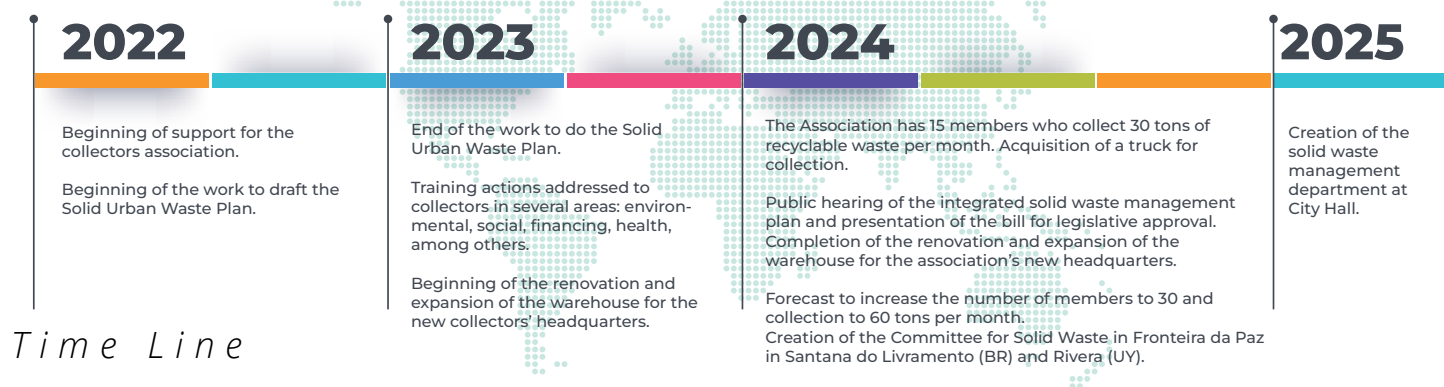 2022
Beginning of support for the
collectors association.
Beginning of the work to draft the
Solid Urban Waste Plan.
2023
End of the work to do the Solid
Urban Waste Plan.
Training actions addressed to
collectors in several areas: environ-
mental, social, financing, health,
among others.
Beginning of the renovation and
expansion of the warehouse for the
new collectors’ headquarters.
2024
The Association has 15 members who collect 30 tons of
recyclable waste per month. Acquisition of a truck for
collection.
Public hearing of the integrated solid waste management
plan and presentation of the bill for legislative approval.
Completion of the renovation and expansion of the
warehouse for the association’s new headquarters.
Forecast to increase the number of members to 30 and
collection to 60 tons per month.
Creation of the Committee for Solid Waste in Fronteira da Paz
in Santana do Livramento (BR) and Rivera (UY).
2025
Creation of the
solid waste
management
department at
City Hall.
Time Line